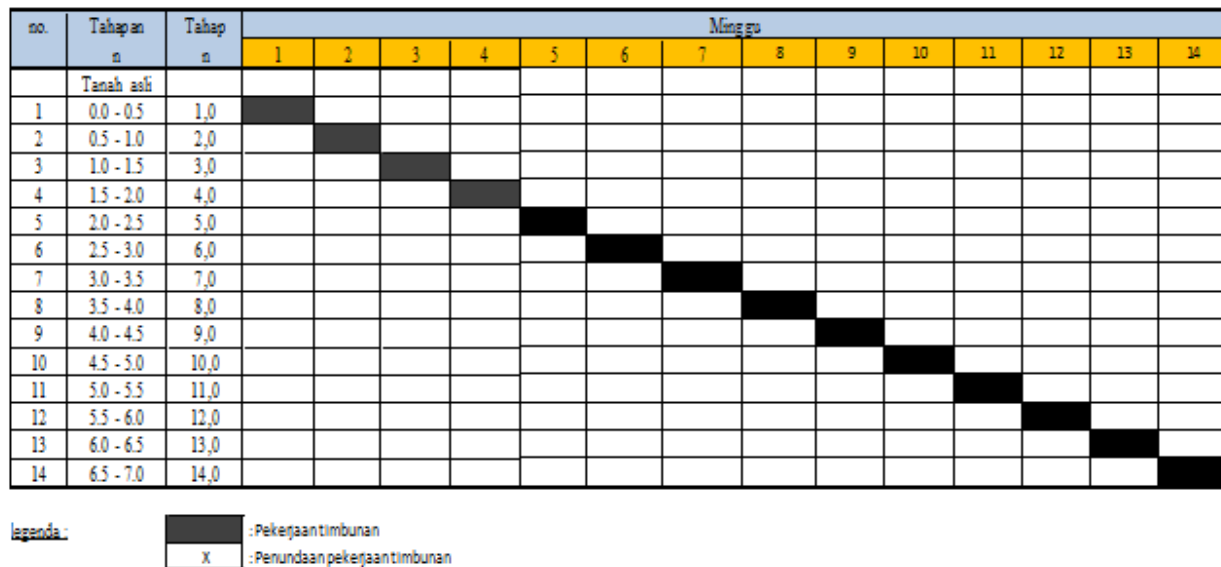 no. Tahapan Tahap Minggu
n n 1 2 3 4 5 6 7 8 9 10 11 12 13 14
Tanah asli
1 0.0 - 0.5 1,0
2 0.5 - 1.0 2,0
3 1.0 - 1.5 3,0
4 1.5 - 2.0 4,0
5 2.0 - 2.5 5,0
6 2.5 - 3.0 6,0
7 3.0 - 3.5 7,0
8 3.5 - 4.0 8,0
9 4.0 - 4.5 9,0
10 4.5 - 5.0 10,0
11 5.0 - 5.5 11,0
12 5.5 - 6.0 12,0
13 6.0 - 6.5 13,0
14 6.5 - 7.0 14,0
legenda : : Pekerjaan timbunan
X : Penundaan pekerjaan timbunan